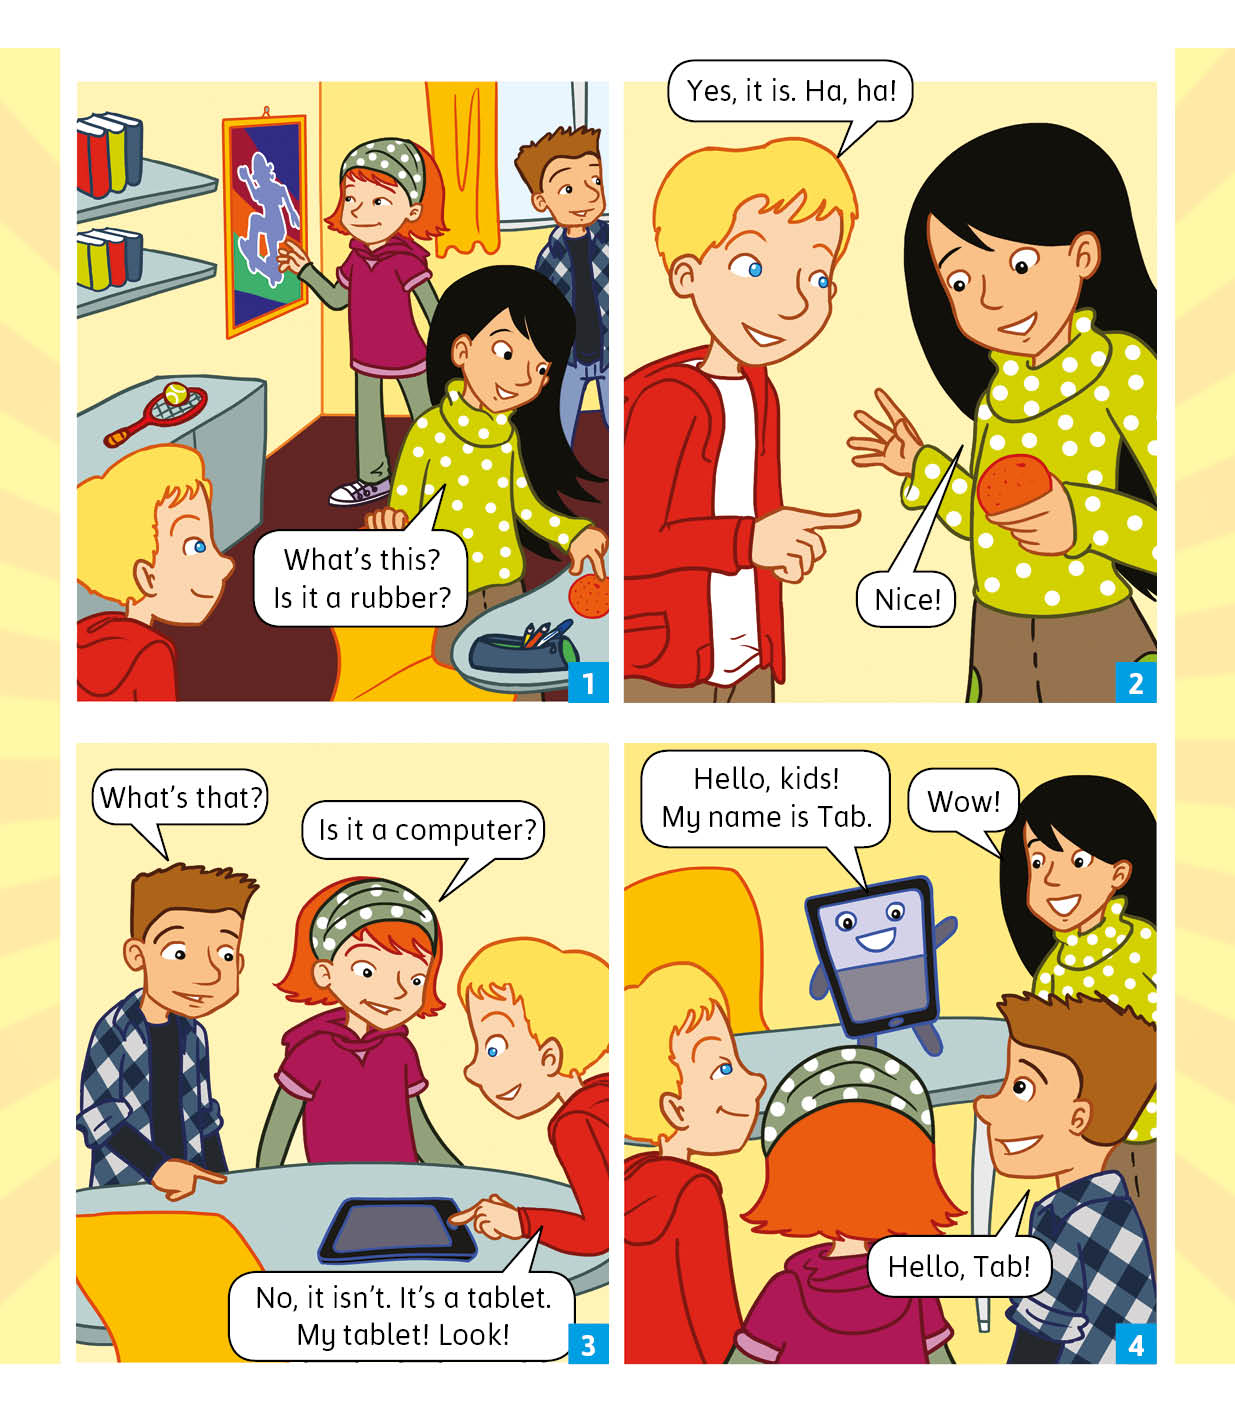 What's this?
Is it a rubber?
1
Yes, it is. Ha, ha!
Nice!
2
What's that?
Is it a computer?
No, it isn't. It's a tablet.
My tablet! Look!
3
Hello, kids!
My name is Tab.
Wow!
Hello, Tab!
4